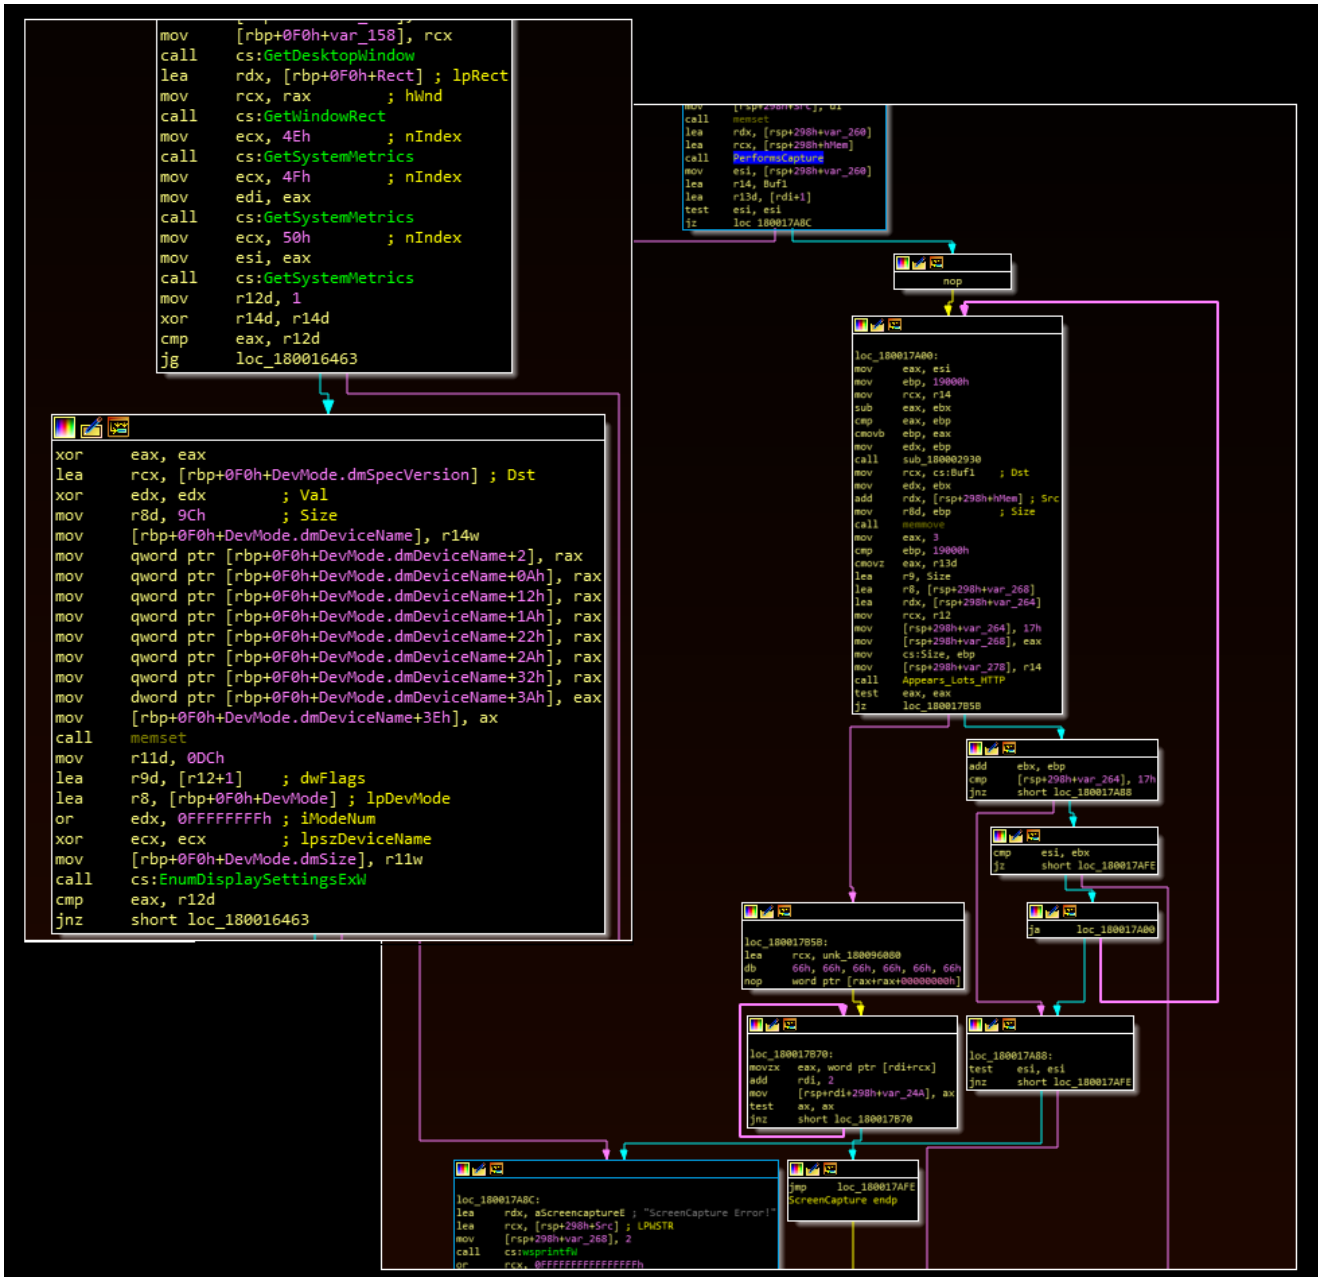 mov [rbp+0F0h+var_158], rcx
call cs:GetDesktopWindow
lea rdx, [rbp+0F0h+Rect] ; lpRect
mov rcx, rax ; hWnd
call cs:GetWindowRect
mov ecx, 4Eh ; nIndex
call cs:GetSystemMetrics
mov ecx, 4Fh ; nIndex
mov edi, eax
call cs:GetSystemMetrics
mov ecx, 50h ; nIndex
mov esi, eax
call cs:GetSystemMetrics
mov r12d, 1
xor r14d, r14d
cmp eax, r12d
jg loc_180016463
xor eax, eax
lea rcx, [rbp+0F0h+DevMode.dmSpecVersion] ; Dst
xor edx, edx ; Val
mov r8d, 9Ch ; Size
mov [rbp+0F0h+DevMode.dmDeviceName], r14w
mov qword ptr [rbp+0F0h+DevMode.dmDeviceName+2], rax
mov qword ptr [rbp+0F0h+DevMode.dmDeviceName+0Ah], rax
mov qword ptr [rbp+0F0h+DevMode.dmDeviceName+12h], rax
mov qword ptr [rbp+0F0h+DevMode.dmDeviceName+1Ah], rax
mov qword ptr [rbp+0F0h+DevMode.dmDeviceName+22h], rax
mov qword ptr [rbp+0F0h+DevMode.dmDeviceName+2Ah], rax
mov qword ptr [rbp+0F0h+DevMode.dmDeviceName+32h], rax
mov dword ptr [rbp+0F0h+DevMode.dmDeviceName+3Ah], eax
mov [rbp+0F0h+DevMode.dmDeviceName+3Eh], ax
call memset
mov r11d, 0DCh
lea r9d, [r12+1] ; dwFlags
lea r8, [rbp+0F0h+DevMode] ; lpDevMode
or edx, 0FFFFFFFFh ; iModeNum
xor ecx, ecx ; lpszDeviceName
mov [rbp+0F0h+DevMode.dmSize], r11w
call cs:EnumDisplaySettingsExW
cmp eax, r12d
jnz short loc_180016463
mov [rsp+298h+Src], di
call memset
lea rdx, [rsp+298h+var_260]
lea rcx, [rsp+298h+hMem]
call PerformsCapture
mov esi, [rsp+298h+var_260]
lea r14, Buf1
lea r13d, [rdi+1]
test esi, esi
jz loc_180017A8C
nop
loc_180017A00:
mov eax, esi
mov ebp, 19000h
mov rcx, r14
sub eax, ebx
cmp eax, ebp
cmovb ebp, eax
mov edx, ebp
call sub_180002930
mov rcx, cs:Buf1 ; Dst
mov edx, ebx
add rdx, [rsp+298h+hMem] ; Src
mov r8d, ebp ; Size
call memmove
mov eax, 3
cmp ebp, 19000h
cmovz eax, r13d
lea r9, Size
lea r8, [rsp+298h+var_268]
lea rdx, [rsp+298h+var_264]
mov rcx, r12
mov [rsp+298h+var_264], 17h
mov [rsp+298h+var_268], eax
mov cs:Size, ebp
mov [rsp+298h+var_278], r14
call Appears_Lots_HTTP
test eax, eax
jz loc_180017B5B
add ebx, ebp
cmp [rsp+298h+var_264], 17h
jnz short loc_180017A88
cmp esi, ebx
jz short loc_180017AFE
ja loc_180017A00
loc_180017B5B:
lea rcx, unk_180096080
db 66h, 66h, 66h, 66h, 66h, 66h
nop word ptr [rax+rax+00000000h]
loc_180017B70:
movzx eax, word ptr [rdi+rcx]
add rdi, 2
mov [rsp+rdi+298h+var_24A], ax
test ax, ax
jnz short loc_180017B70
loc_180017A88:
test esi, esi
jnz short loc_180017AFE
loc_180017A8C:
lea rdx, aScreencaptureE ; "ScreenCapture Error!"
lea rcx, [rsp+298h+Src] ; LPWSTR
mov [rsp+298h+var_268], 2
call cs:wsprintfW
or rcx, 0FFFFFFFFFFFFFFFFh
jmp loc_180017AFE
ScreenCapture endp